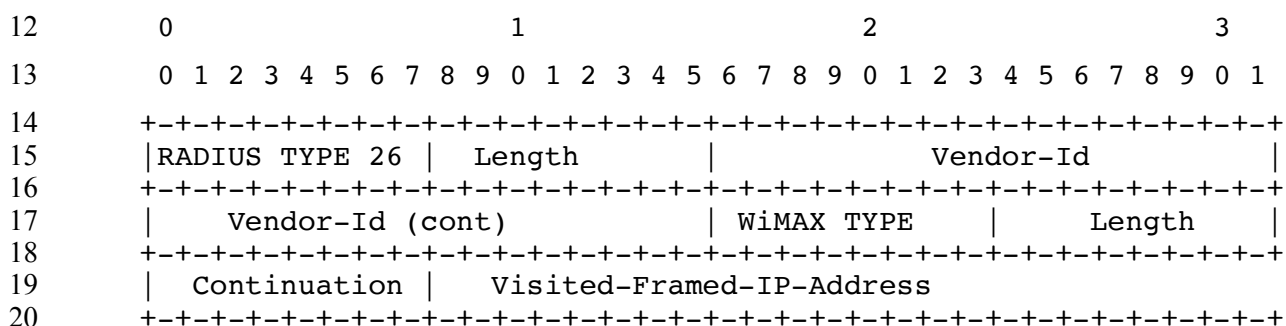 12 0 1 2 3
13 0 1 2 3 4 5 6 7 8 9 0 1 2 3 4 5 6 7 8 9 0 1 2 3 4 5 6 7 8 9 0 1
14 +-+-+-+-+-+-+-+-+-+-+-+-+-+-+-+-+-+-+-+-+-+-+-+-+-+-+-+-+-+-+-+-+
15 |RADIUS TYPE 26 | Length | Vendor-Id |
16 +-+-+-+-+-+-+-+-+-+-+-+-+-+-+-+-+-+-+-+-+-+-+-+-+-+-+-+-+-+-+-+-+
17 | Vendor-Id (cont) | WiMAX TYPE | Length |
18 +-+-+-+-+-+-+-+-+-+-+-+-+-+-+-+-+-+-+-+-+-+-+-+-+-+-+-+-+-+-+-+-+
19 | Continuation | Visited-Framed-IP-Address
20 +-+-+-+-+-+-+-+-+-+-+-+-+-+-+-+-+-+-+-+-+-+-+-+-+-+-+-+-+-+-+-+-+